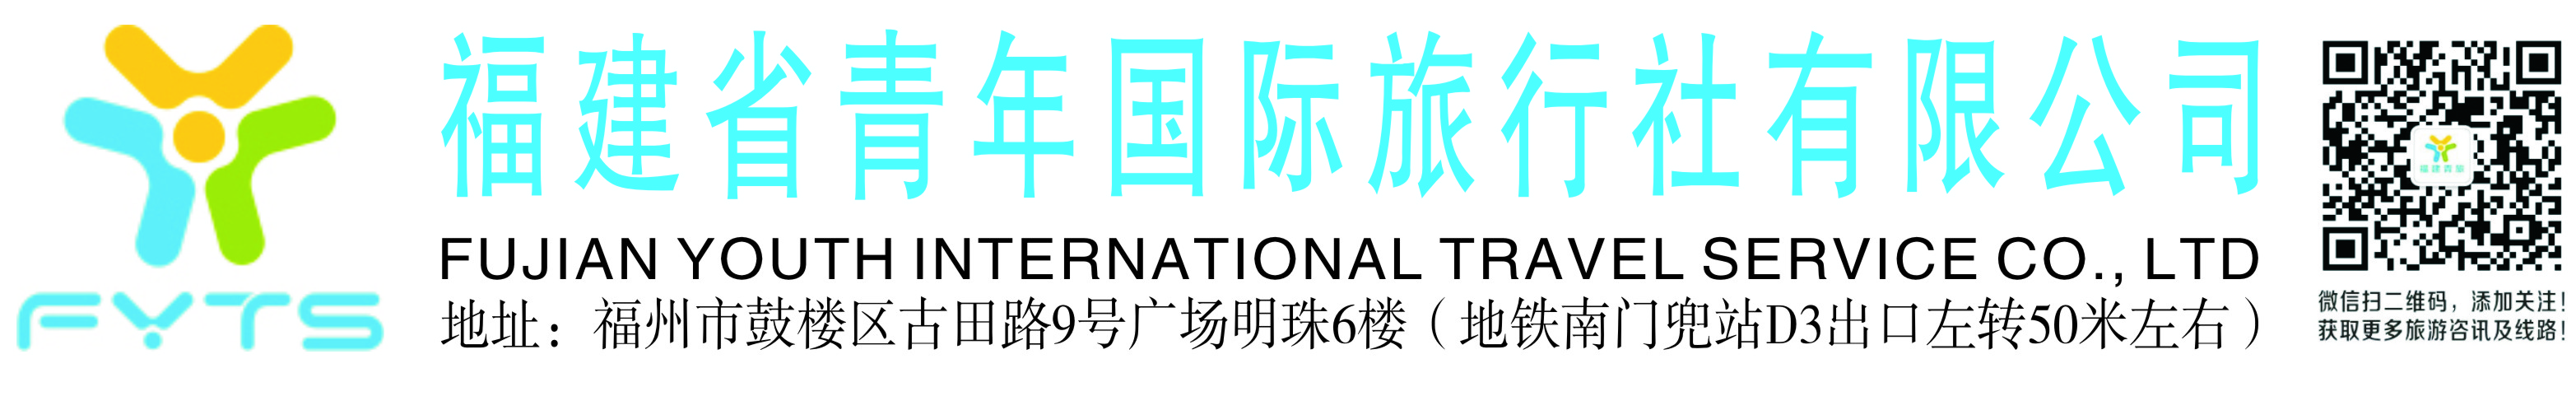 FYTS
福建省青年国际旅行社有限公司
FUJIAN YOUTH INTERNATIONAL TRAVEL SERVICE CO., LTD
地址：福州市鼓楼区古田路9号广场明珠6楼（地铁南门兜站D3出口左转50米左右）
福建青旅
微信扫二维码，添加关注！
获取更多旅游咨讯及线路！